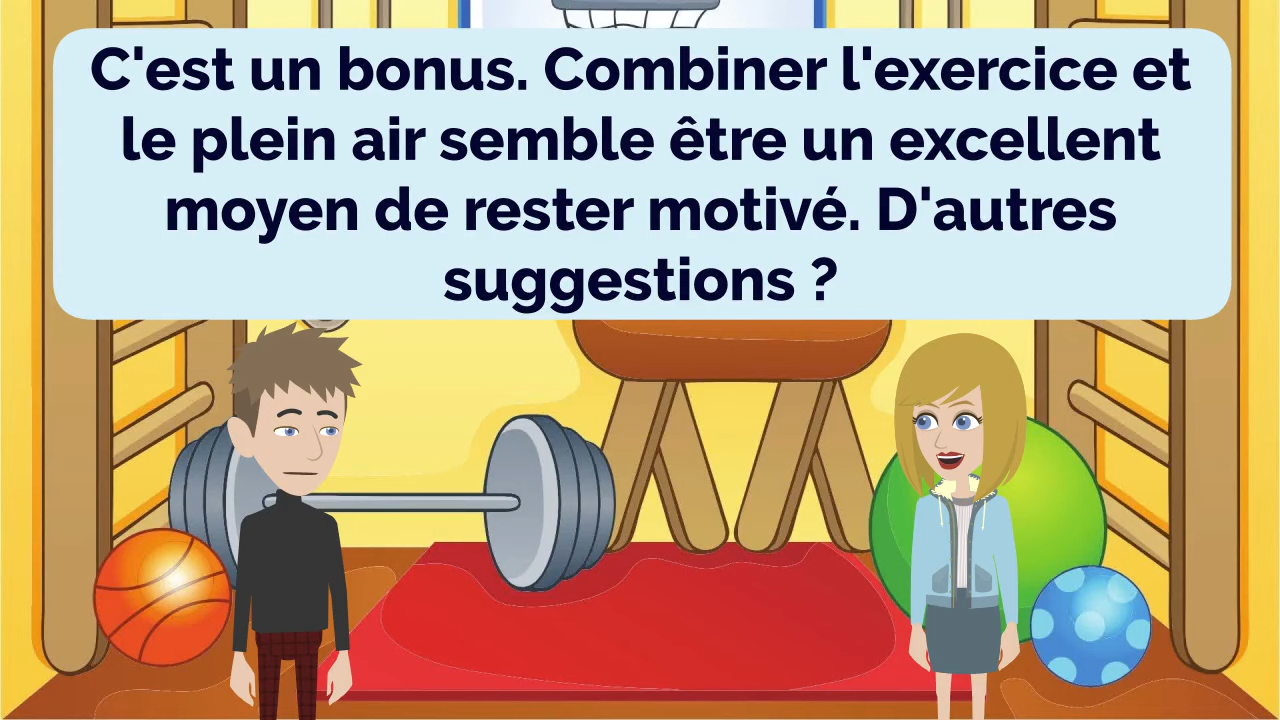 C'est un bonus. Combiner l'exercice et
le plein air semble être un excellent
moyen de rester motivé. D'autres
suggestions ?